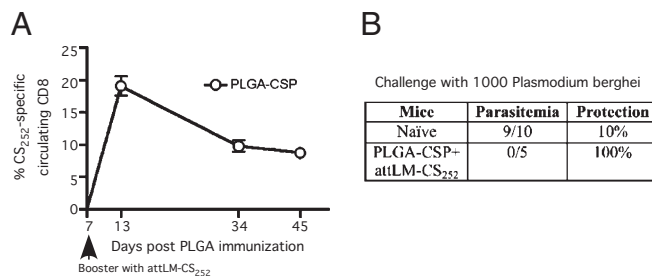 A
% CS252-specific
circulating CD8
25
20
15
10
5
0
PLGA-CSP
7 13 34 45
Days post PLGA immunization
Booster with attLM-CS252
B
Challenge with 1000 Plasmodium berghei
Mice Parasitemia Protection
Naïve 9/10 10%
PLGA-CSP+ 0/5 100%
attLM-CS252